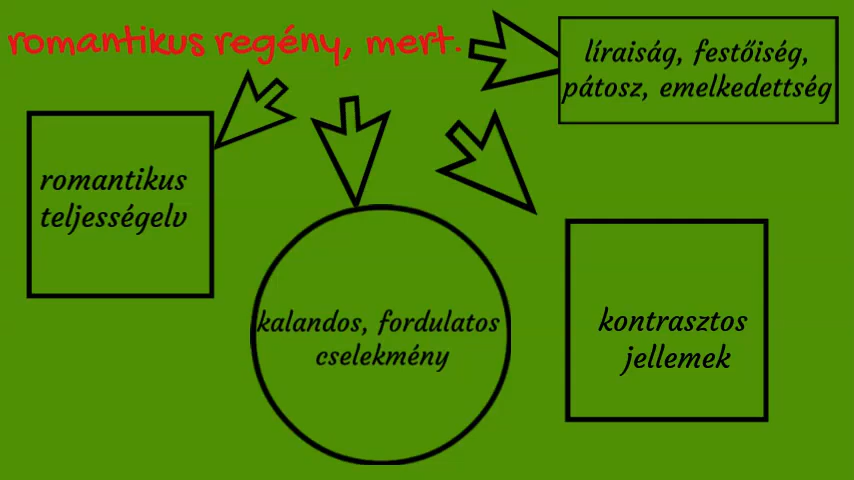 romantikus regény, mert.
líraiság, festőiség,
pátosz, emelkedettség
romantikus
teljességelv
kalandos, fordulatos
cselekmény
kontrasztos
jellemek